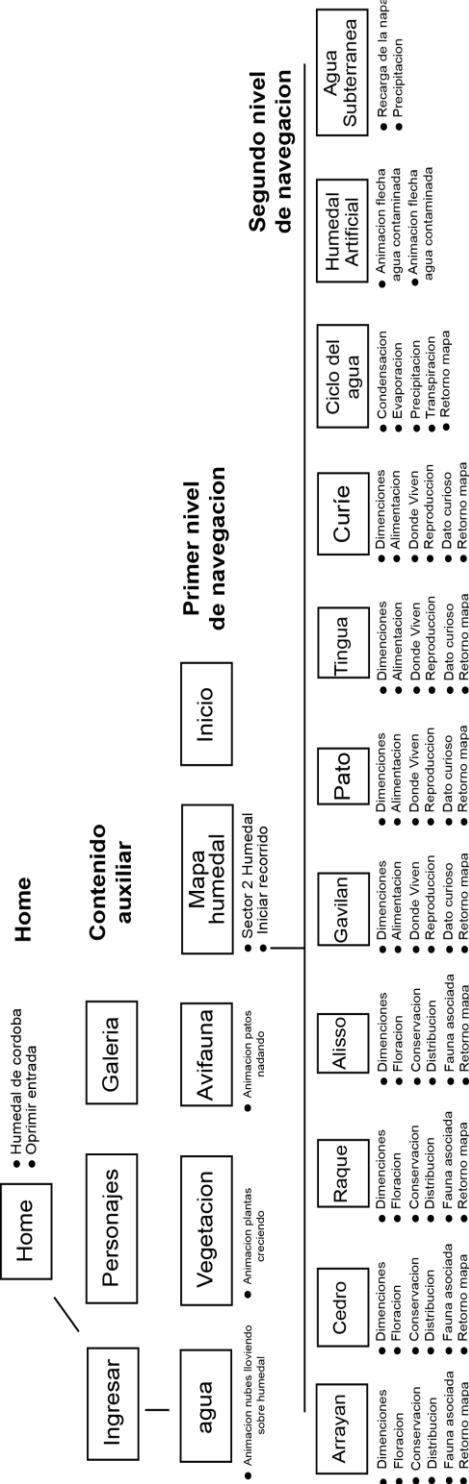 Home
● Humedal de cordoba
● Oprimir entrada
Home
Ingresar
Personajes
Galeria
Contenido
auxiliar
agua
● Animacion nubes lloviendo
sobre humedal
Vegetacion
● Animacion plantas
creciendo
Avifauna
● Animacion patos
nadando
Mapa
humedal
● Sector 2 Humedal
● Iniciar recorrido
Inicio
Primer nivel
de navegacion
Segundo nivel
de navegacion
Arrayan
● Dimenciones
● Floracion
● Conservacion
● Distribucion
● Fauna asociada
● Retorno mapa
Cedro
● Dimenciones
● Floracion
● Conservacion
● Distribucion
● Fauna asociada
● Retorno mapa
Raque
● Dimenciones
● Floracion
● Conservacion
● Distribucion
● Fauna asociada
● Retorno mapa
Alisso
● Dimenciones
● Floracion
● Conservacion
● Distribucion
● Fauna asociada
● Retorno mapa
Gavilan
● Dimenciones
● Alimentacion
● Donde Viven
● Reproduccion
● Dato curioso
● Retorno mapa
Pato
● Dimenciones
● Alimentacion
● Donde Viven
● Reproduccion
● Dato curioso
● Retorno mapa
Tingua
● Dimenciones
● Alimentacion
● Donde Viven
● Reproduccion
● Dato curioso
● Retorno mapa
Curíe
● Dimenciones
● Alimentacion
● Donde Viven
● Reproduccion
● Dato curioso
● Retorno mapa
Ciclo del
agua
● Condensacion
● Evaporacion
● Precipitacion
● Transpiracion
● Retorno mapa
Humedal
Artificial
● Animacion flecha
agua contaminada
● Animacion flecha
agua contaminada
Agua
Subterranea
● Recarga de la napa
● Precipitacion